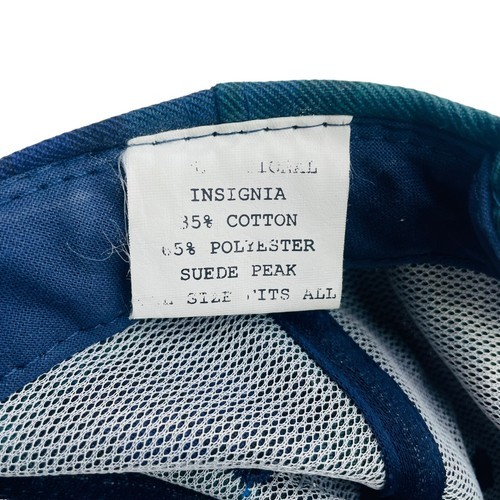 INSIGNIA
35% COTTON
65% POLYESTER
SUEDE PEAK
SIZE FITS ALL